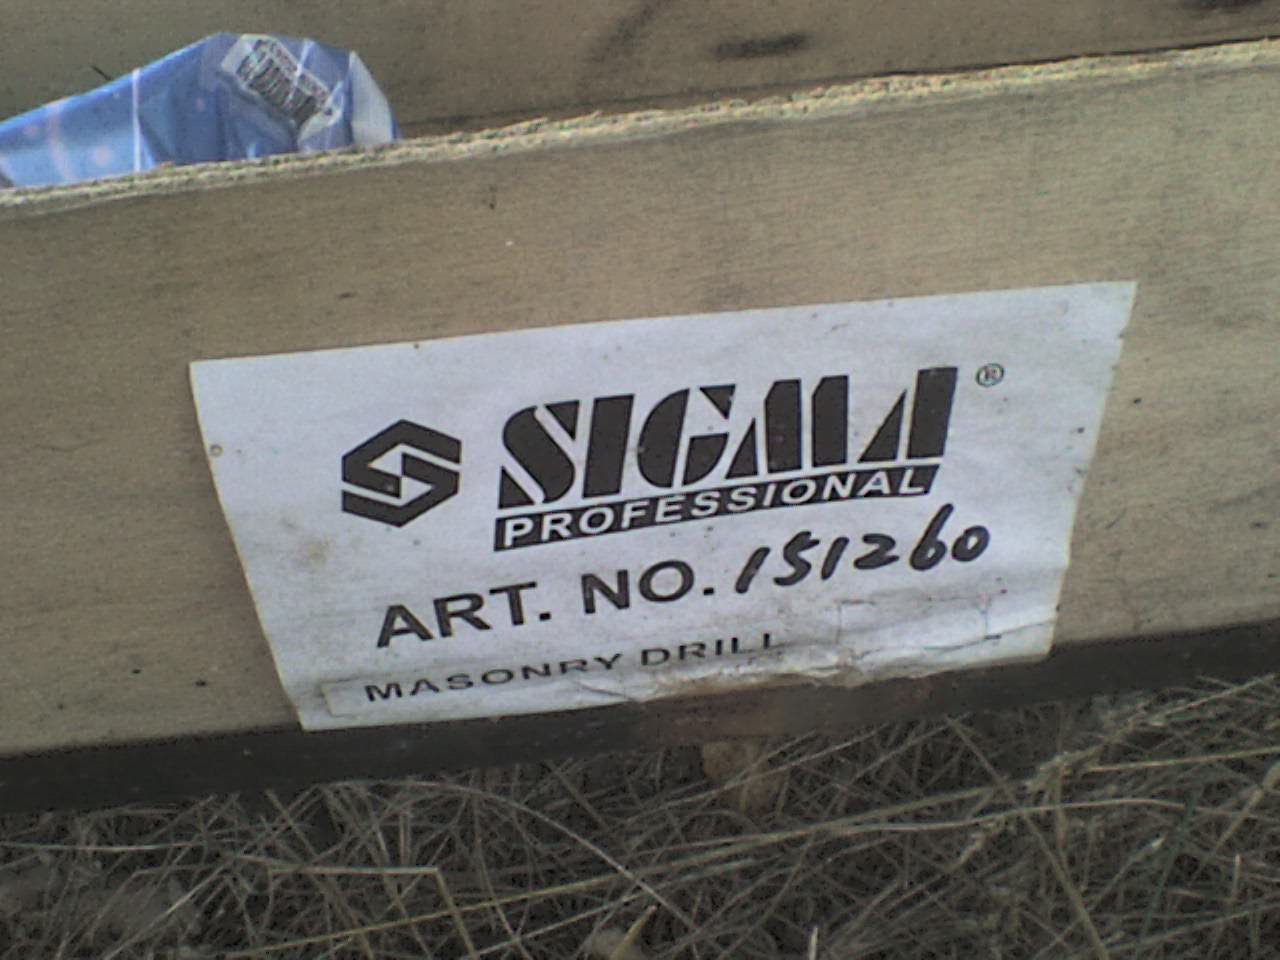 SIGMA®
PROFESSIONAL
ART. NO. 151260
MASONRY DRILL